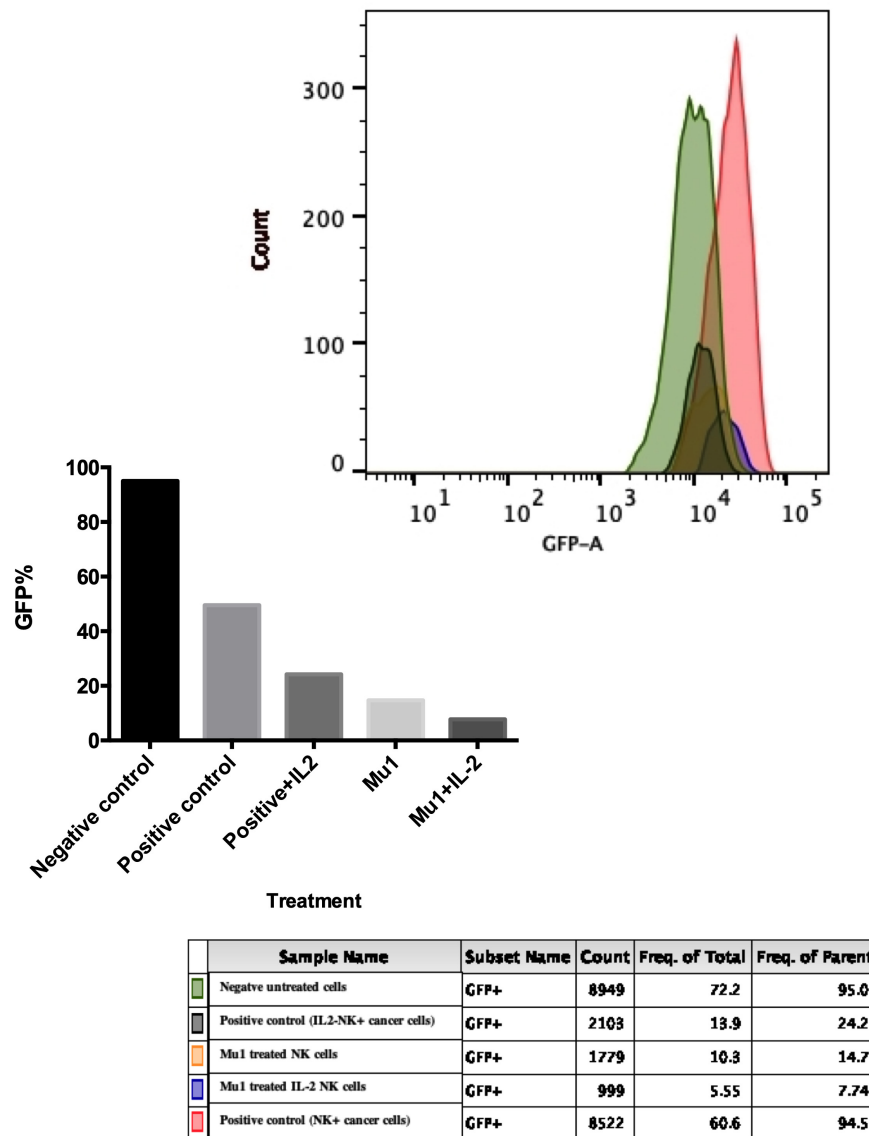 300
200
100
0
Count
10^1 10^2 10^3 10^4 10^5
GFP-A
100
80
60
40
20
0
GFP%
Negative control
Positive control
Positive+IL2
Mu1
Mu1+IL-2
Treatment
Sample Name Subset Name Count Freq. of Total Freq. of Parent
Negatve untreated cells GFP+ 8949 72.2 95.0
Positive control (IL2-NK+ cancer cells) GFP+ 2103 13.9 24.2
Mu1 treated NK cells GFP+ 1779 10.3 14.7
Mu1 treated IL-2 NK cells GFP+ 999 5.55 7.74
Positive control (NK+ cancer cells) GFP+ 8522 60.6 94.5